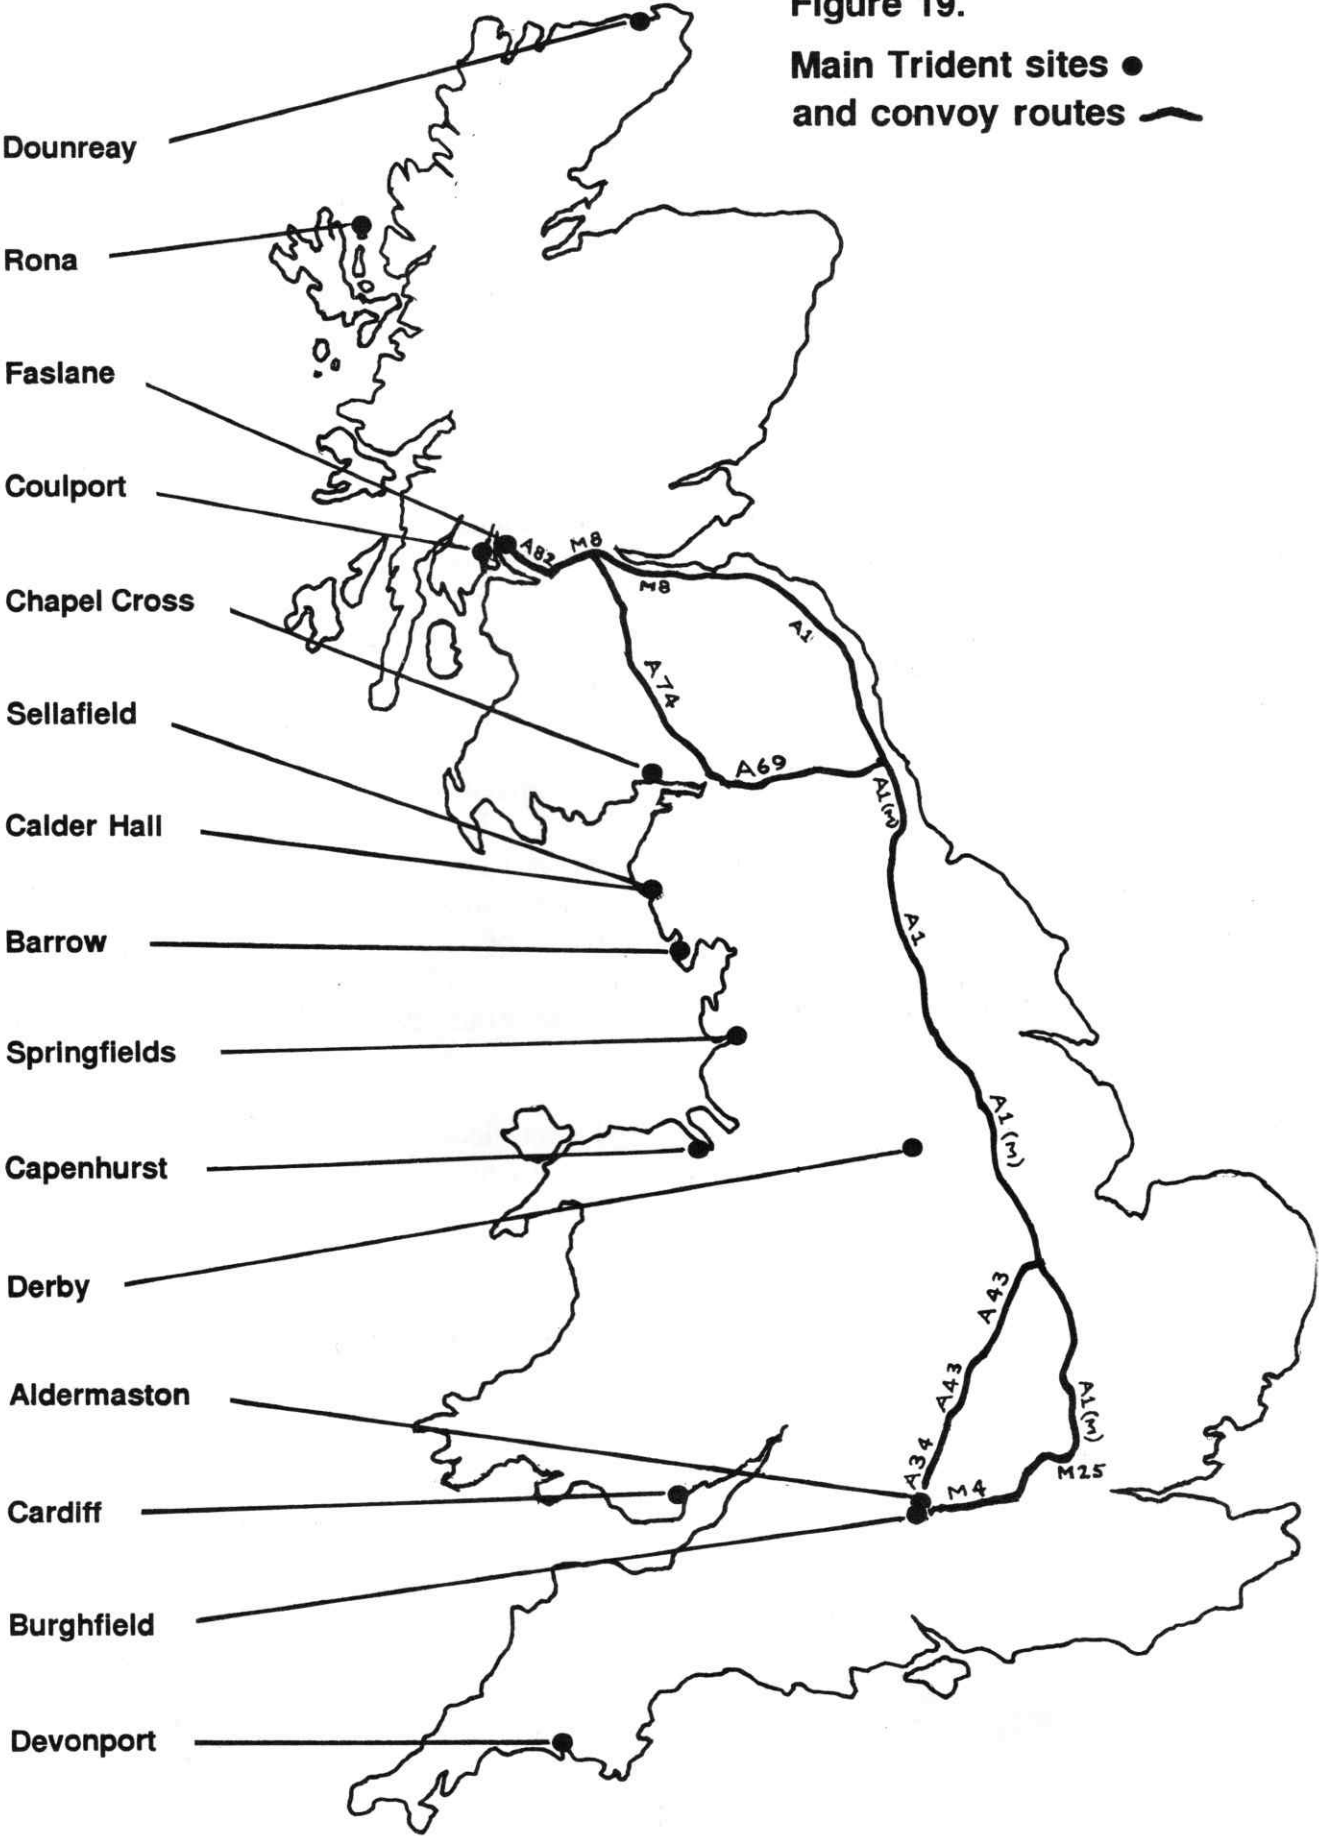 Figure 19.
Main Trident sites ●
and convoy routes
Dounreay
Rona
Faslane
Coulport
Chapel Cross
Sellafield
Calder Hall
Barrow
Springfields
Capenhurst
Derby
Aldermaston
Cardiff
Burghfield
Devonport
A82
M8
M8
A1
A74
A69
A1(M)
A1
A1(M)
A43
A43
A34
A1(M)
M25
M4